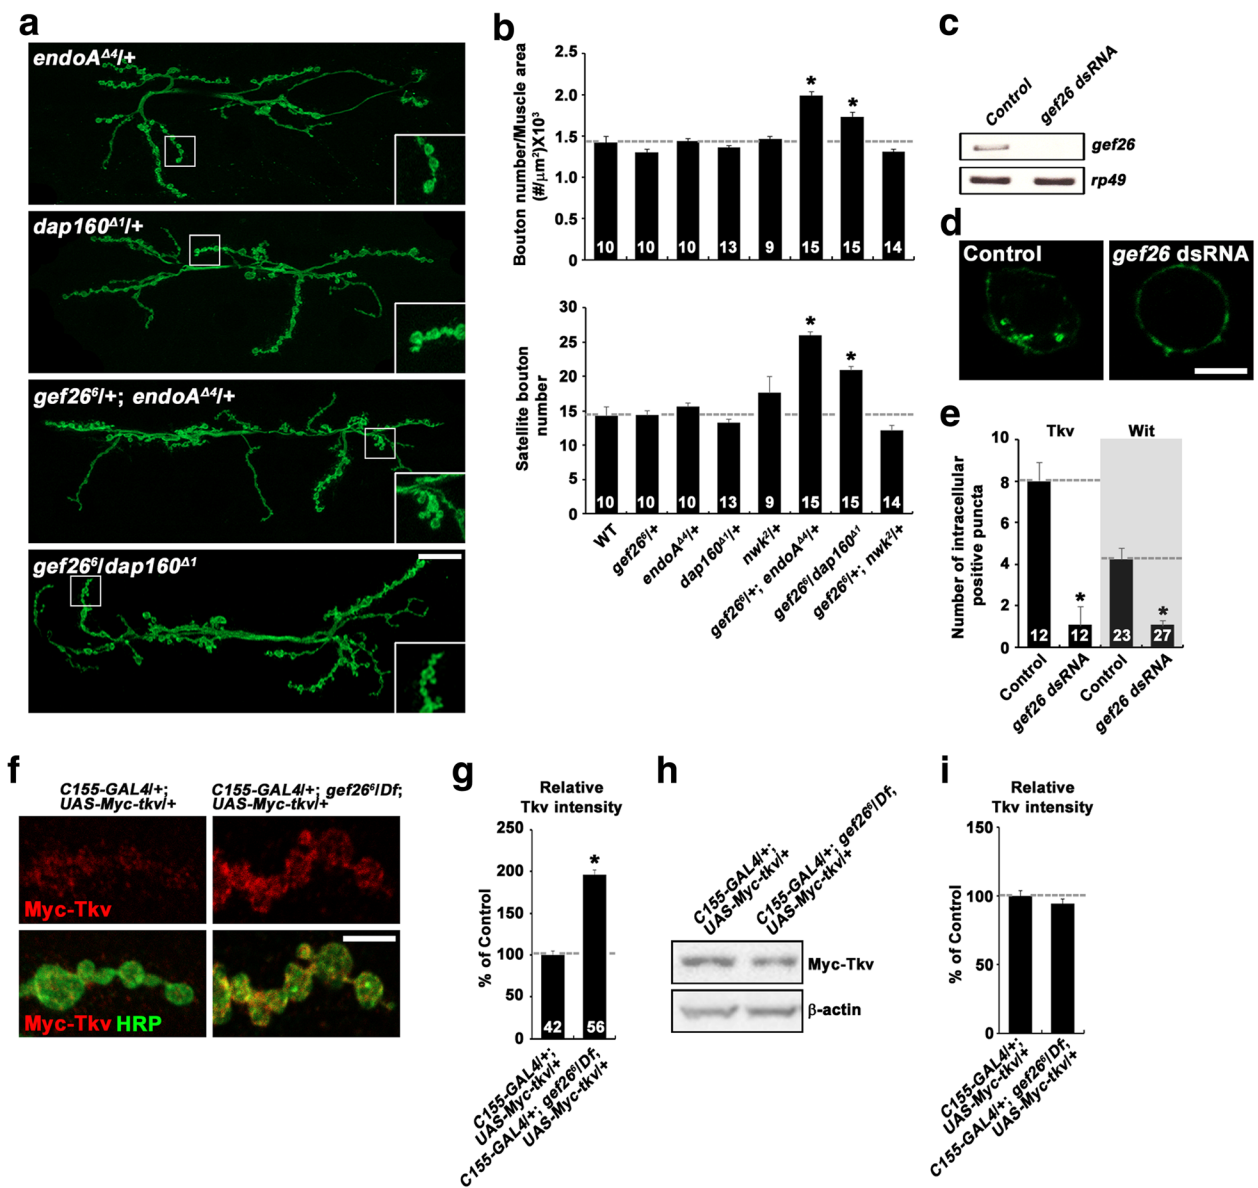 a
endoAΔ4/+
dap160Δ1/+
gef266/+; endoAΔ4/+
gef266/dap160Δ1
b
Bouton number/Muscle area
(#/μm2)X103
2.5
2.0
1.5
1.0
0.5
0
*
*
10
10
10
13
9
15
15
14
Satellite bouton
number
30
25
20
15
10
5
0
*
*
10
10
10
13
9
15
15
14
WT
gef266/+
endoAΔ4/+
dap160Δ1/+
nwk2/+
gef266/+; endoAΔ4/+
gef266/dap160Δ1
gef266/+; nwk2/+
c
Control
gef26 dsRNA
gef26
rp49
d
Control
gef26 dsRNA
e
Number of intracellular
positive puncta
Tkv
Wit
10
8
6
4
2
0
*
*
12
12
23
27
Control
gef26 dsRNA
Control
gef26 dsRNA
f
C155-GAL4/+;
UAS-Myc-tkv/+
C155-GAL4/+; gef266/Df;
UAS-Myc-tkv/+
Myc-Tkv
Myc-Tkv HRP
g
Relative
Tkv intensity
% of Control
250
200
150
100
50
0
*
42
56
C155-GAL4/+;
UAS-Myc-tkv/+
C155-GAL4/+; gef266/Df;
UAS-Myc-tkv/+
h
C155-GAL4/+;
UAS-Myc-tkv/+
C155-GAL4/+; gef266/Df;
UAS-Myc-tkv/+
Myc-Tkv
β-actin
i
Relative
Tkv intensity
% of Control
150
100
50
0
C155-GAL4/+;
UAS-Myc-tkv/+
C155-GAL4/+; gef266/Df;
UAS-Myc-tkv/+